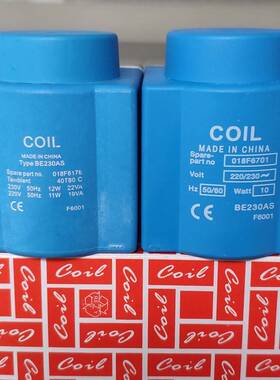 COIL
MADE IN CHINA
Type BE230AS
Spare part no. 018F6176
Tambient 40T80 C
230V 50Hz 12W 22VA
220V 50Hz 11W 19VA
CE
F6001
COIL
MADE IN CHINA
Spare-
part no 018F6701
Volt 220/230~
Hz 50/60 Watt 10
CE
BE230AS
F6001
Coil
Coil
Coil
Coil
Coil
Coil